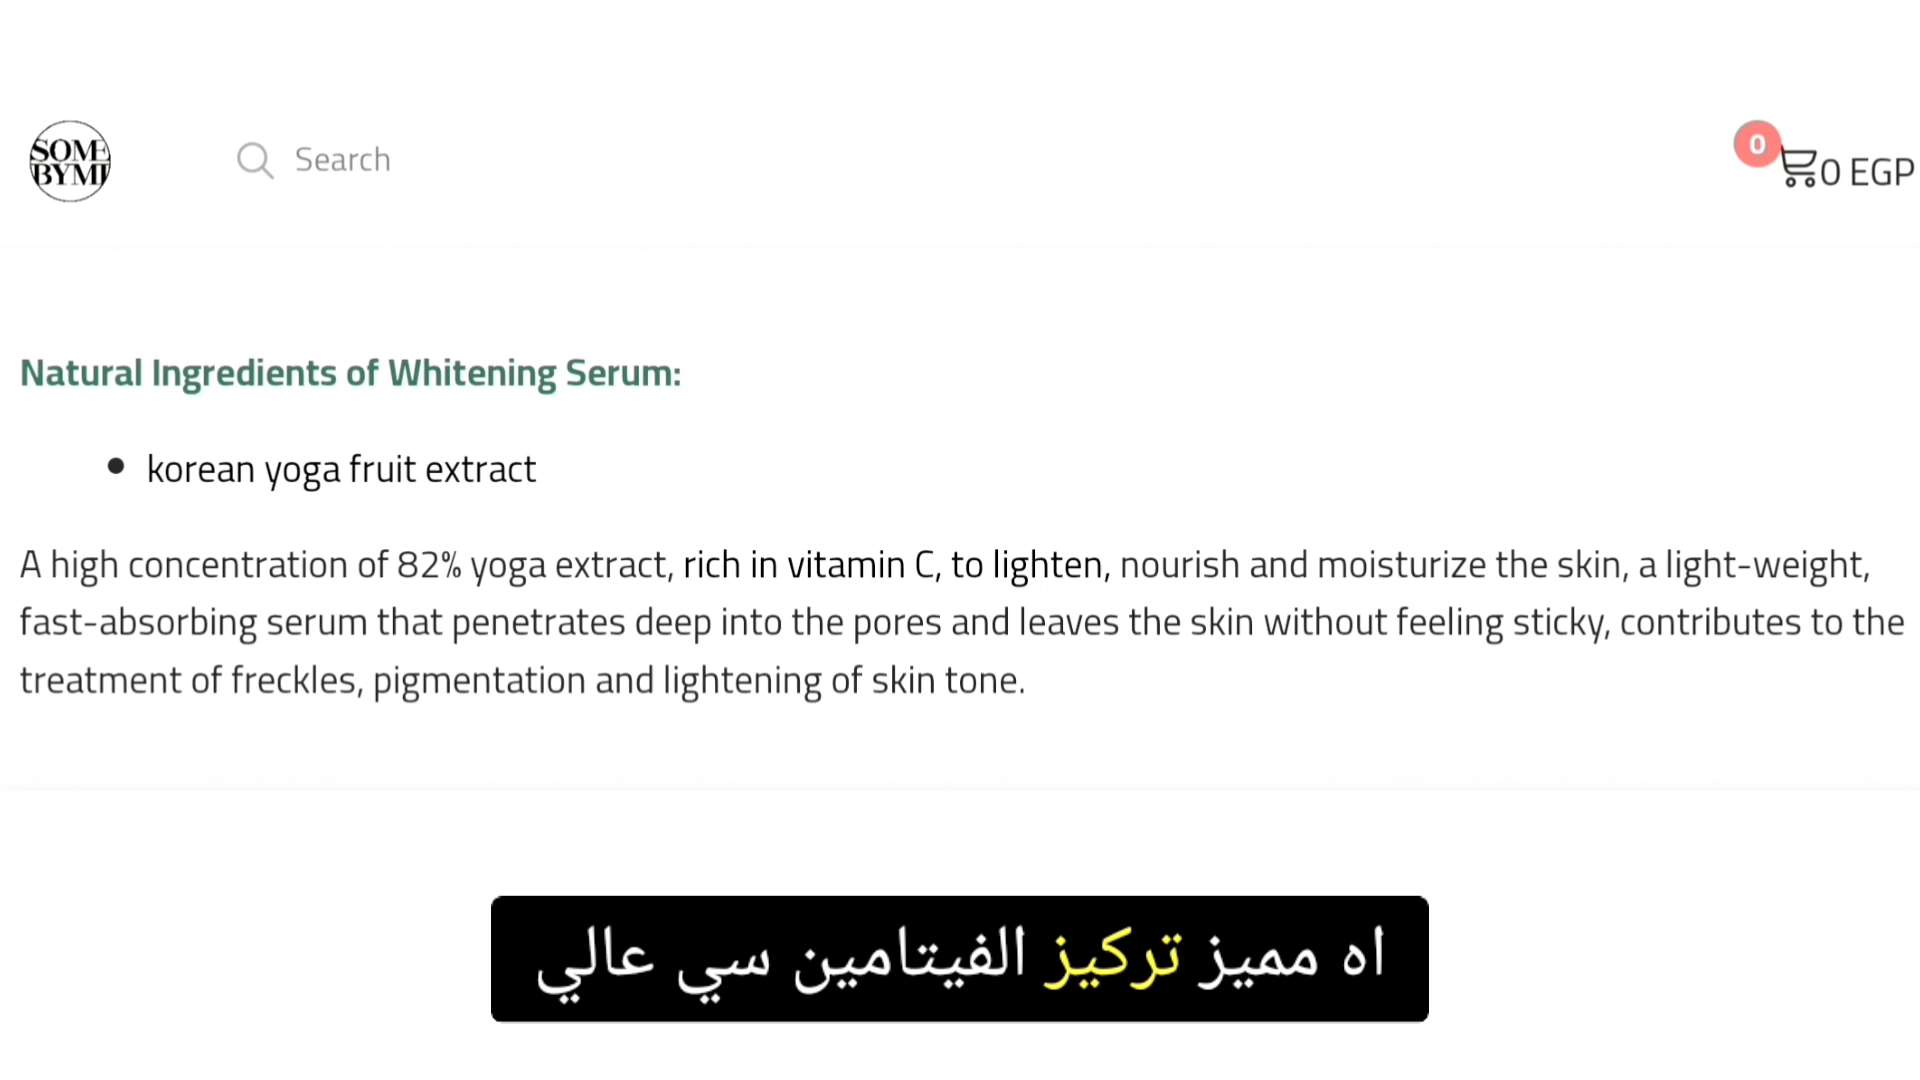 SOME
BYMI
Search
0
0 EGP
Natural Ingredients of Whitening Serum:
• korean yoga fruit extract
A high concentration of 82% yoga extract, rich in vitamin C, to lighten, nourish and moisturize the skin, a light-weight,
fast-absorbing serum that penetrates deep into the pores and leaves the skin without feeling sticky, contributes to the
treatment of freckles, pigmentation and lightening of skin tone.
اه مميز تركيز الفيتامين سي عالي